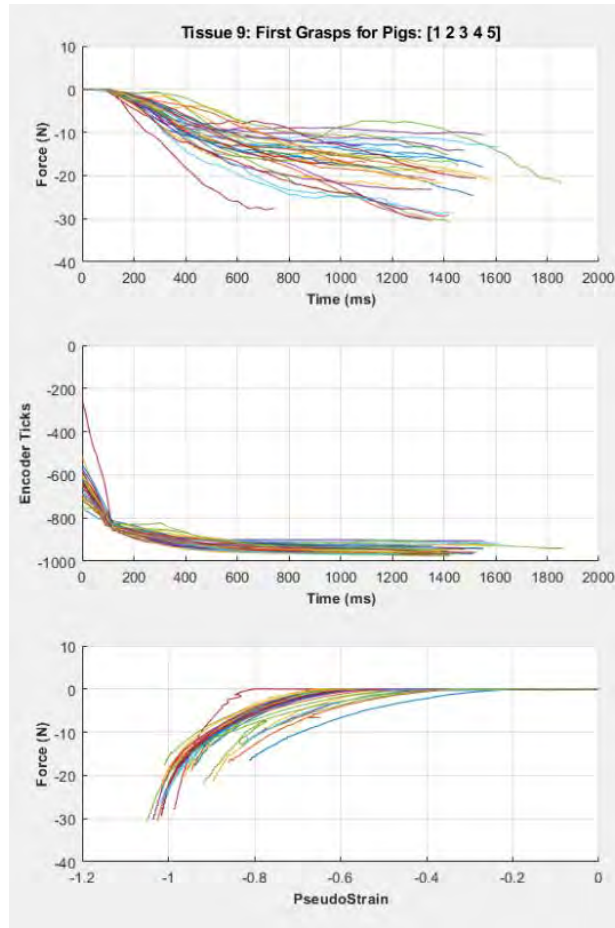 Tissue 9: First Grasps for Pigs: [1 2 3 4 5]
10
0
-10
-20
-30
-40
Force (N)
0 200 400 600 800 1000 1200 1400 1600 1800 2000
Time (ms)
0
-200
-400
-600
-800
-1000
Encoder Ticks
0 200 400 600 800 1000 1200 1400 1600 1800 2000
Time (ms)
10
0
-10
-20
-30
-40
Force (N)
-1.2 -1 -0.8 -0.6 -0.4 -0.2 0
PseudoStrain